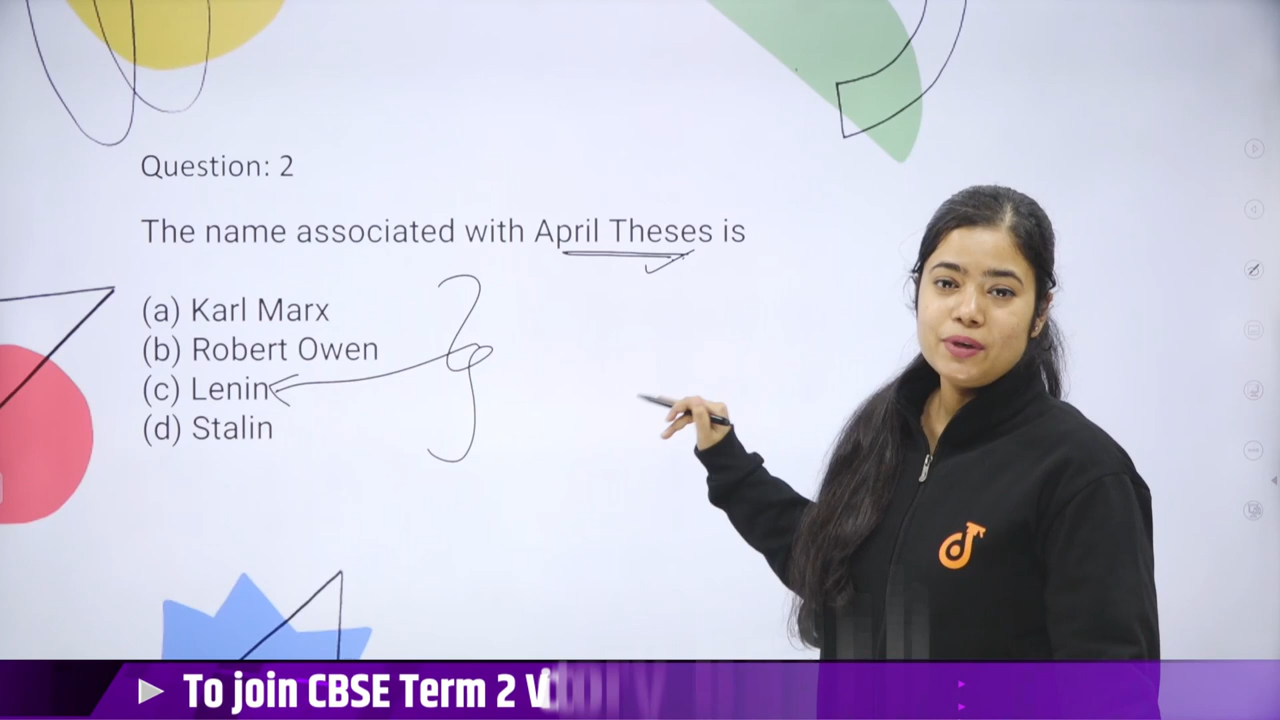 Question: 2
The name associated with April Theses is
(a) Karl Marx
(b) Robert Owen
(c) Lenin
(d) Stalin
To join CBSE Term 2